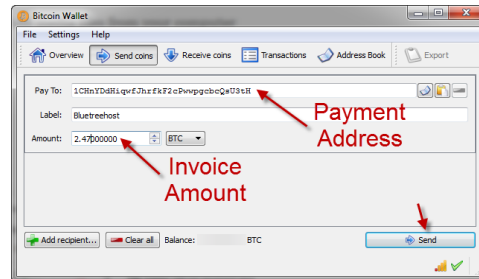 Bitcoin Wallet
File Settings Help
Overview Send coins Receive coins Transactions Address Book Export
Pay To: 1CHnYDdHiqwfJhrfkF2cPwwpgcbcQsU3tH
Label: Bluetreehost
Amount: 2.47000000 BTC
Payment
Address
Invoice
Amount
Add recipient... Clear all Balance: BTC Send